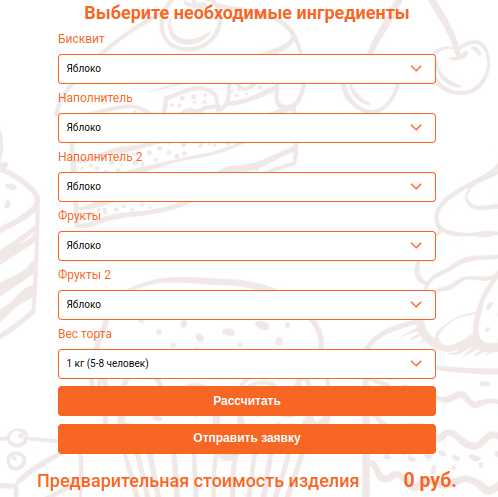 Выберите необходимые ингредиенты
Бисквит
Яблоко
Наполнитель
Яблоко
Наполнитель 2
Яблоко
Фрукты
Яблоко
Фрукты 2
Яблоко
Вес торта
1 кг (5-8 человек)
Рассчитать
Отправить заявку
Предварительная стоимость изделия 0 руб.